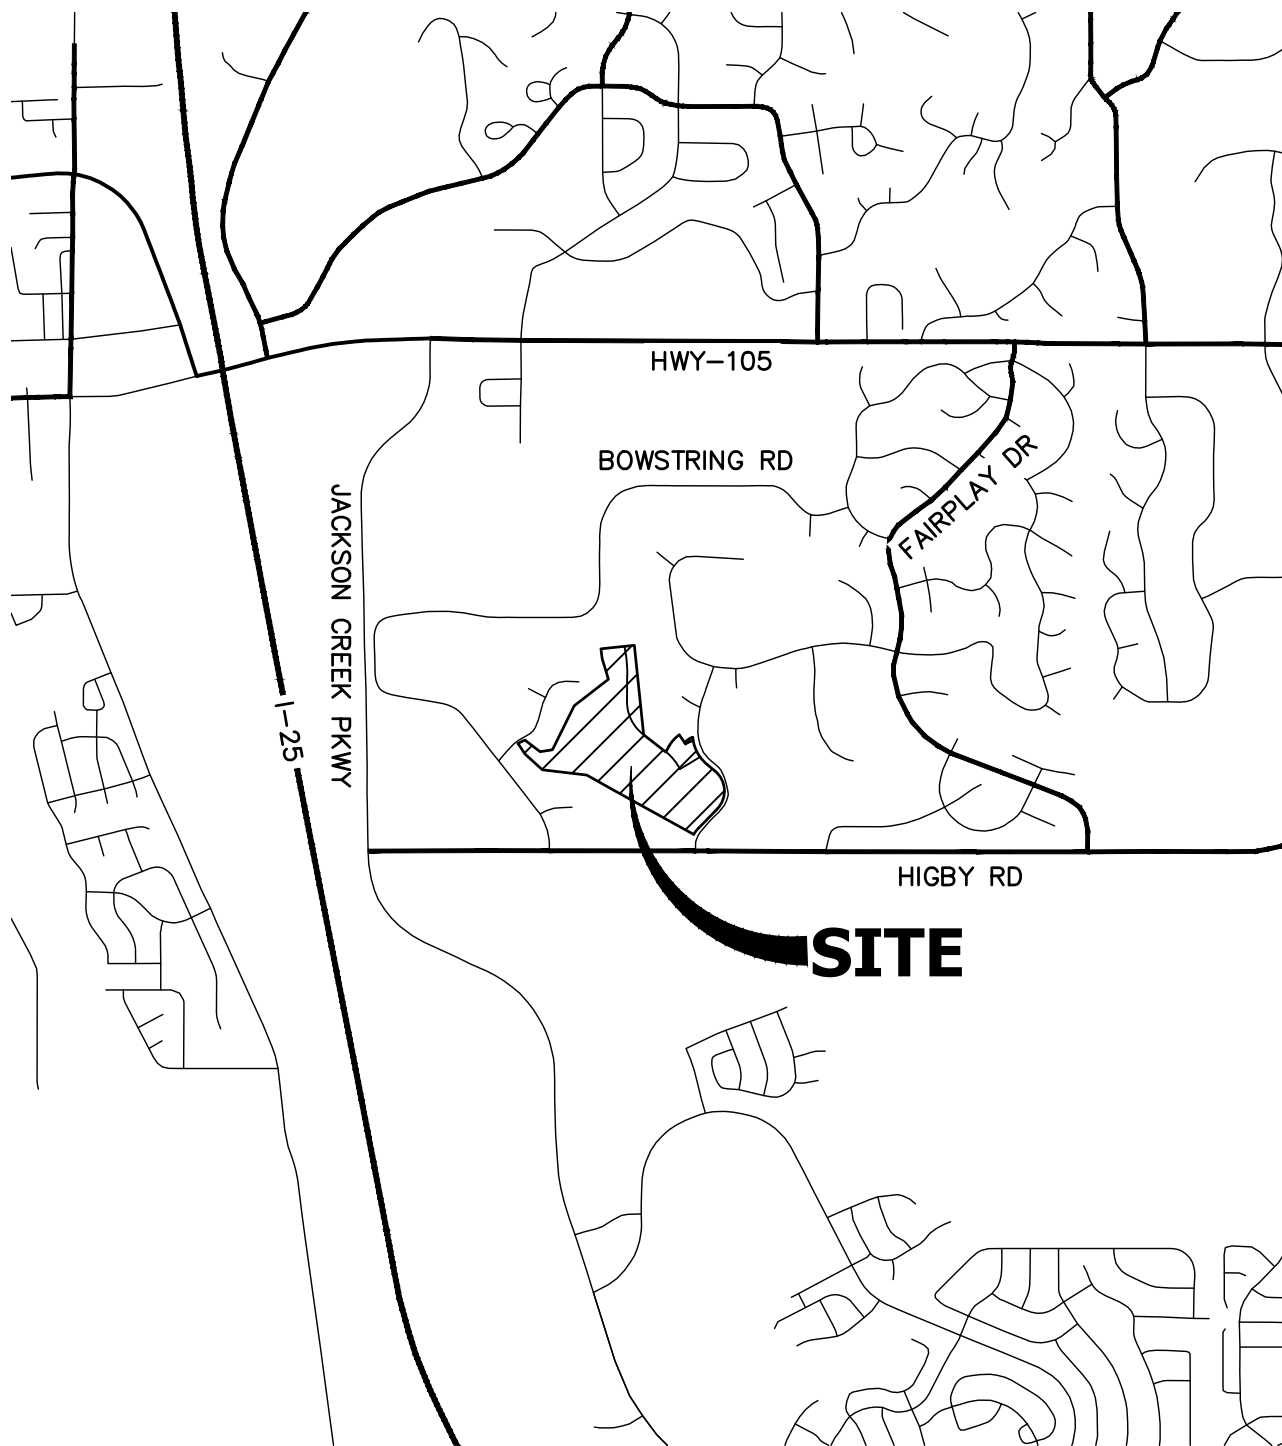 HWY-105
BOWSTRING RD
FAIRPLAY DR
JACKSON CREEK PKWY
I-25
HIGBY RD
SITE